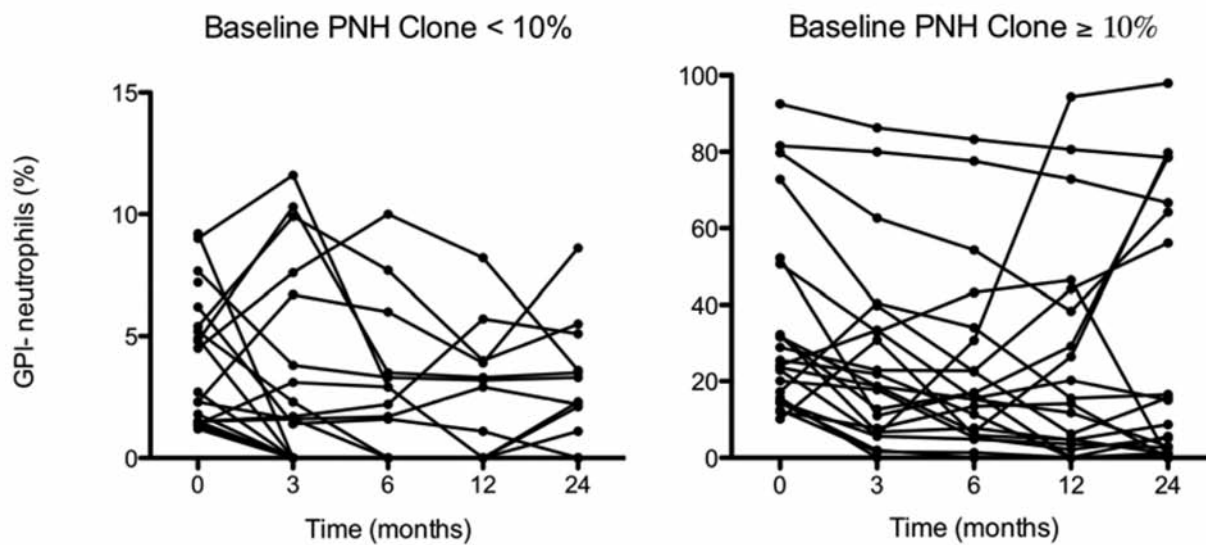 Baseline PNH Clone < 10%
GPI- neutrophils (%)
15
10
5
0
0 3 6 12 24
Time (months)
Baseline PNH Clone ≥ 10%
100
80
60
40
20
0
0 3 6 12 24
Time (months)